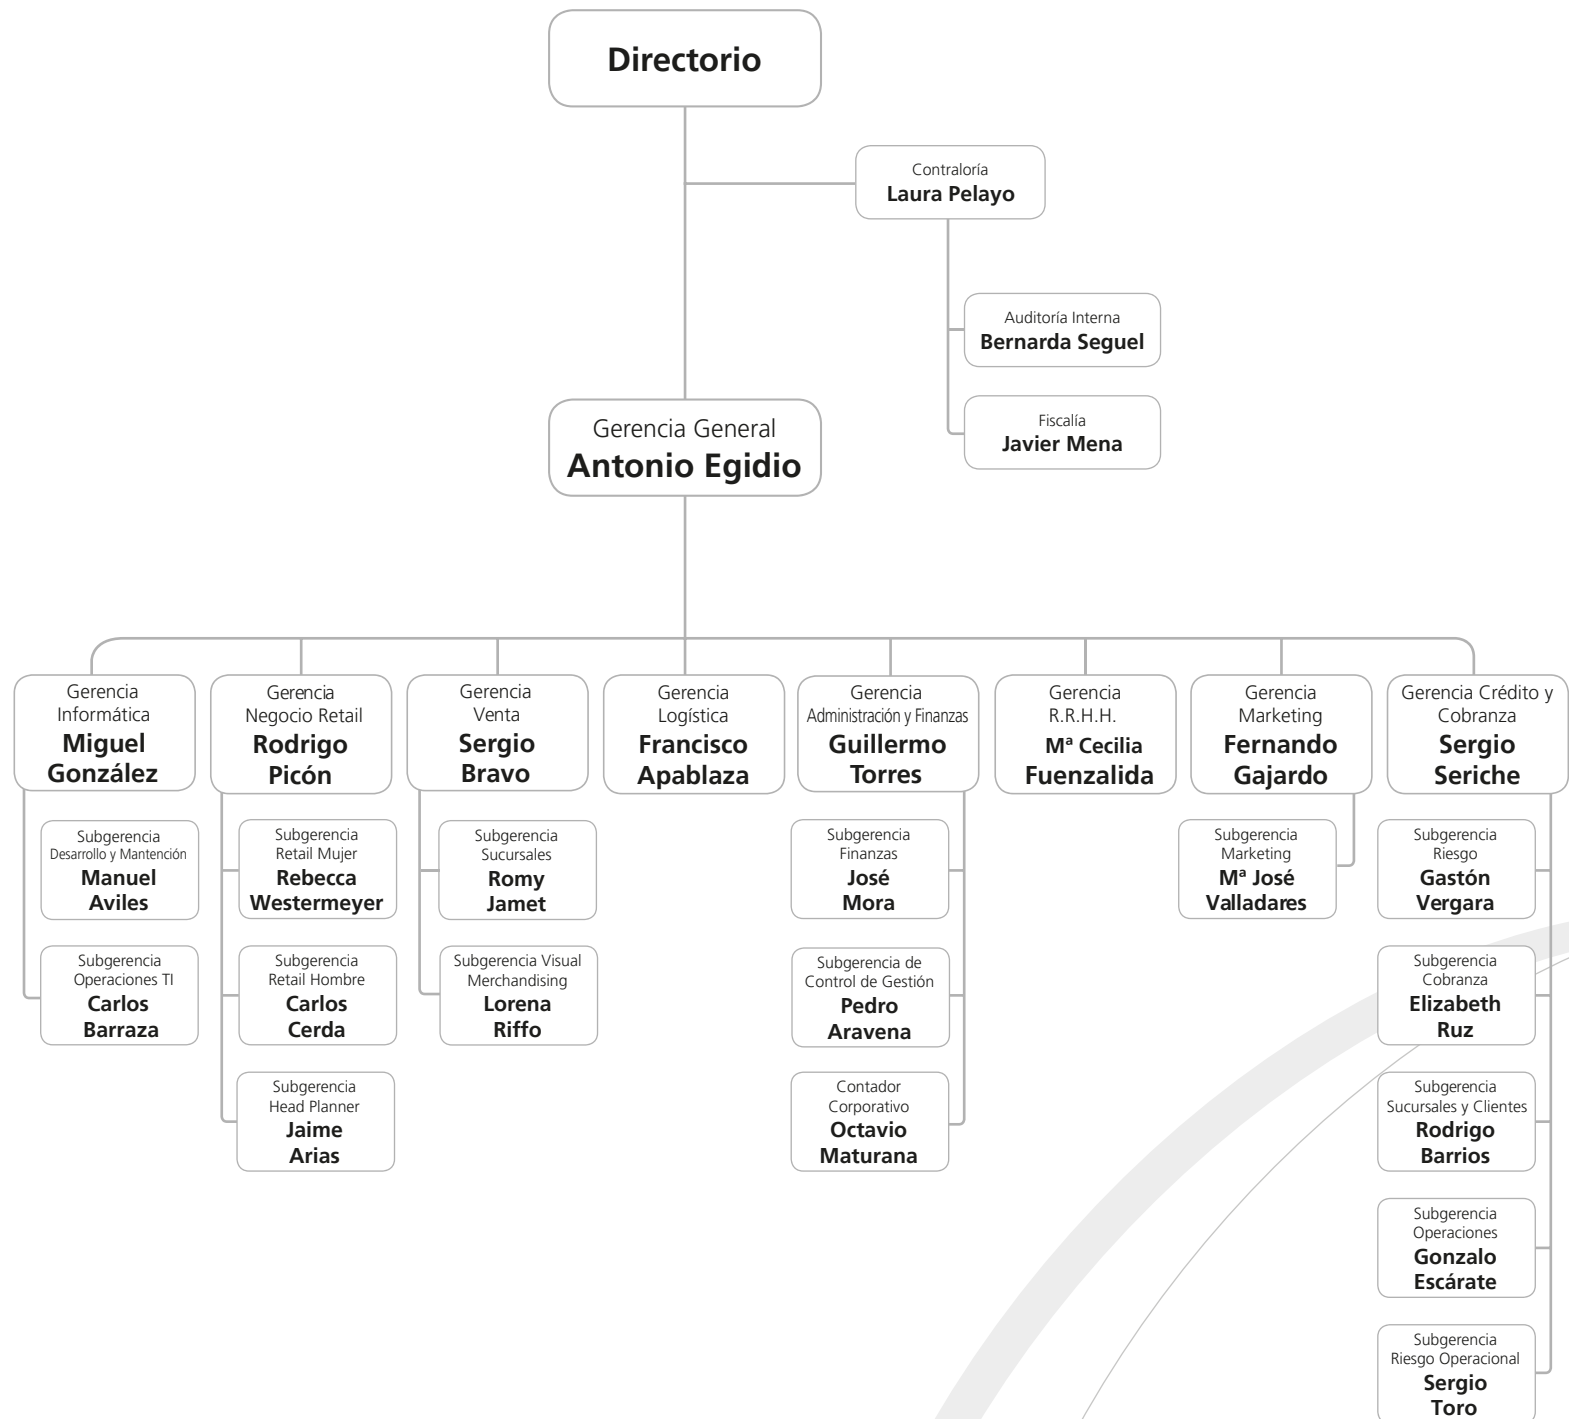 Directorio
Contraloría
Laura Pelayo
Auditoría Interna
Bernarda Seguel
Fiscalía
Javier Mena
Gerencia General
Antonio Egidio
Gerencia
Informática
Miguel
González
Gerencia
Negocio Retail
Rodrigo
Picón
Gerencia
Venta
Sergio
Bravo
Gerencia
Logística
Francisco
Apablaza
Gerencia
Administración y Finanzas
Guillermo
Torres
Gerencia
R.R.H.H.
Mª Cecilia
Fuenzalida
Gerencia
Marketing
Fernando
Gajardo
Gerencia Crédito y
Cobranza
Sergio
Seriche
Subgerencia
Desarrollo y Mantención
Manuel
Aviles
Subgerencia
Operaciones TI
Carlos
Barraza
Subgerencia
Retail Mujer
Rebecca
Westermeyer
Subgerencia
Retail Hombre
Carlos
Cerda
Subgerencia
Head Planner
Jaime
Arias
Subgerencia
Sucursales
Romy
Jamet
Subgerencia Visual
Merchandising
Lorena
Riffo
Subgerencia
Finanzas
José
Mora
Subgerencia de
Control de Gestión
Pedro
Aravena
Contador
Corporativo
Octavio
Maturana
Subgerencia
Marketing
Mª José
Valladares
Subgerencia
Riesgo
Gastón
Vergara
Subgerencia
Cobranza
Elizabeth
Ruz
Subgerencia
Sucursales y Clientes
Rodrigo
Barrios
Subgerencia
Operaciones
Gonzalo
Escárate
Subgerencia
Riesgo Operacional
Sergio
Toro